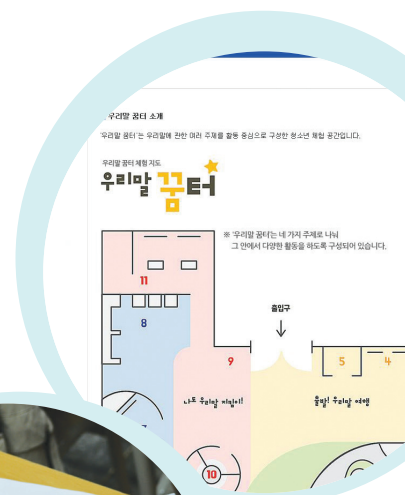 우리말 꿈터 소개
'우리말 꿈터'는 우리말에 관한 여러 주제를 활동 중심으로 구성한 청소년 체험 공간입니다.
우리말 꿈터 체험 지도
우리말 꿈터
※ '우리말 꿈터'는 네 가지 주제로 나눠
그 안에서 다양한 활동을 하도록 구성되어 있습니다.
11
출입구
8
9
5
4
나도 우리말 지킴이!
출발! 우리말 여행
10